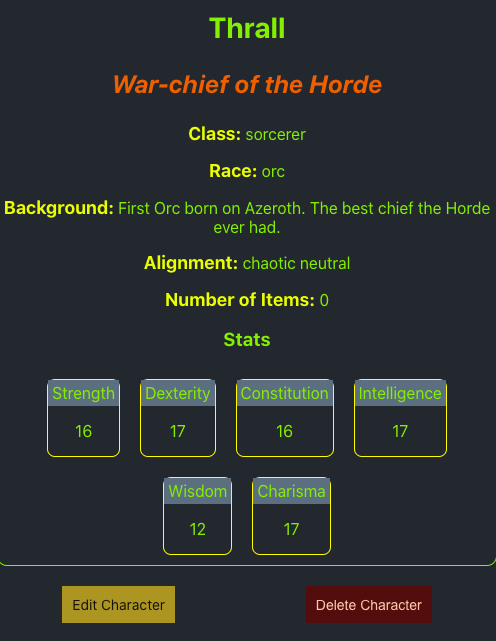 Thrall
War-chief of the Horde
Class: sorcerer
Race: orc
Background: First Orc born on Azeroth. The best chief the Horde
ever had.
Alignment: chaotic neutral
Number of Items: 0
Stats
Strength Dexterity Constitution Intelligence
16 17 16 17
Wisdom Charisma
12 17
Edit Character Delete Character